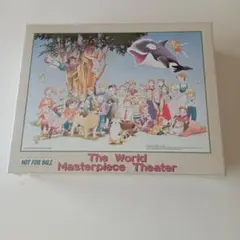 NOT FOR SALE
The World
Masterpiece Theater